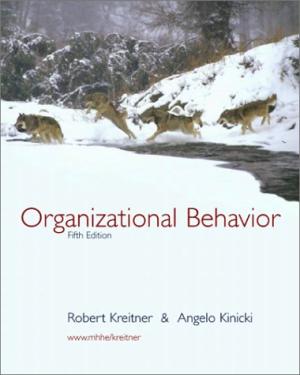 Organizational Behavior
Fifth Edition
Robert Kreitner & Angelo Kinicki
www.mhhe/kreitner